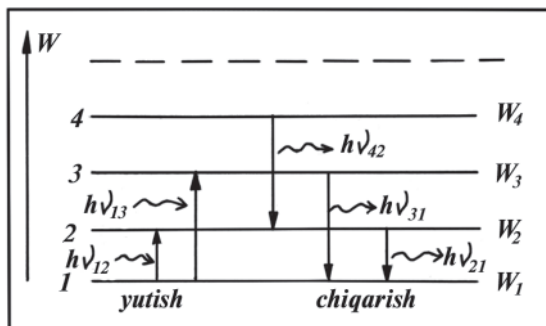 W
4 W₄
hν₄₂
3 W₃
hν₁₃ hν₃₁
2 W₂
hν₁₂ hν₂₁
1 W₁
yutish chiqarish